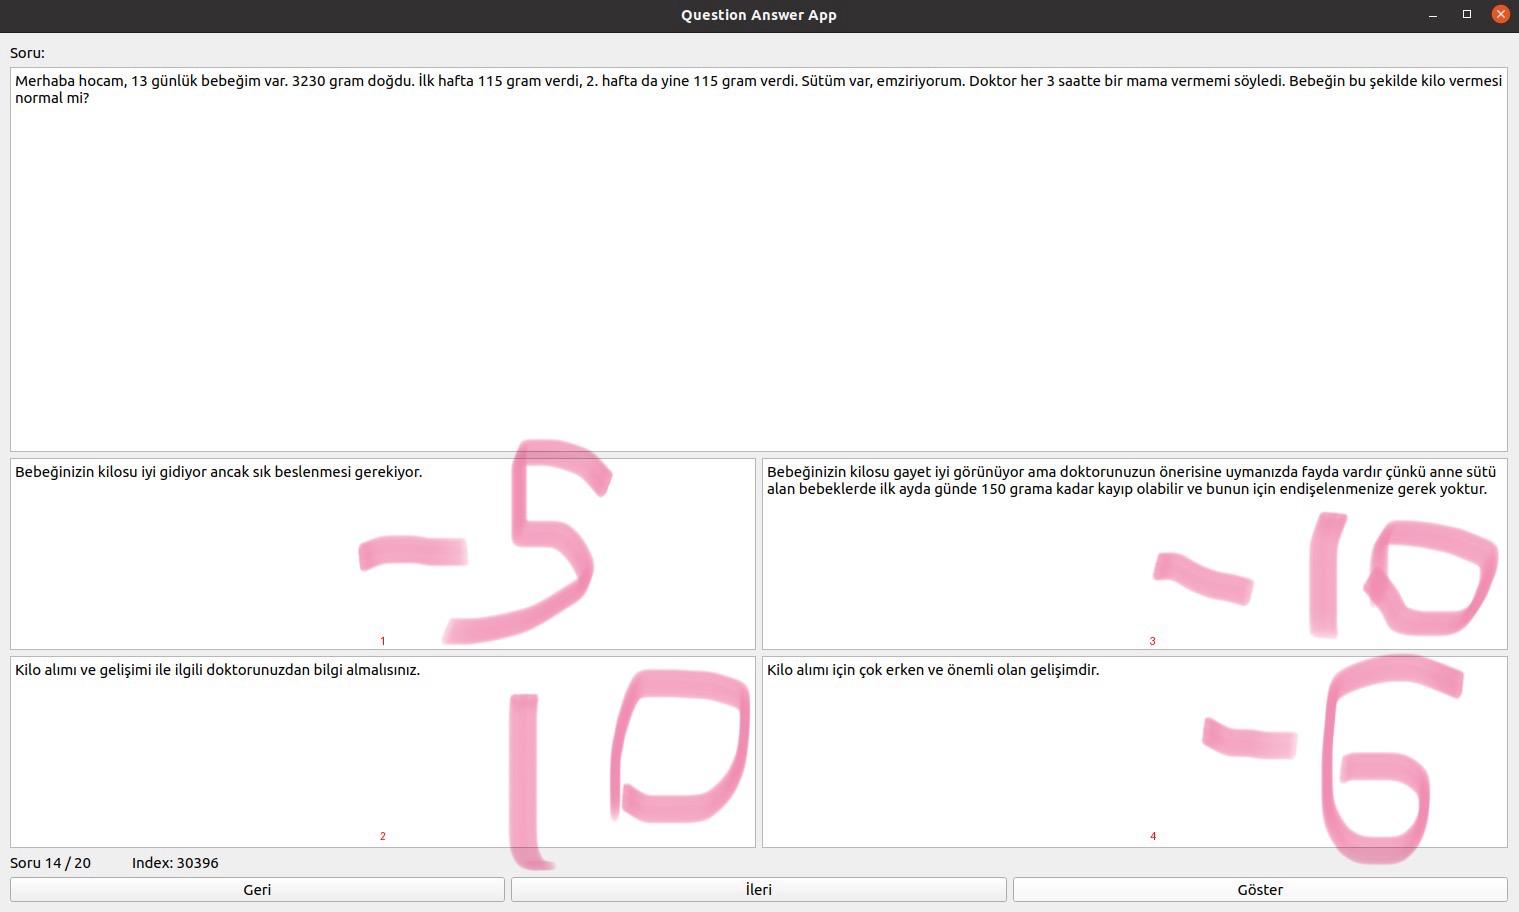 Question Answer App
Soru:
Merhaba hocam, 13 günlük bebeğim var. 3230 gram doğdu. İlk hafta 115 gram verdi, 2. hafta da yine 115 gram verdi. Sütüm var, emziriyorum. Doktor her 3 saatte bir mama vermemi söyledi. Bebeğin bu şekilde kilo vermesi
normal mi?
Bebeğinizin kilosu iyi gidiyor ancak sık beslenmesi gerekiyor.
-5
1
Bebeğinizin kilosu gayet iyi görünüyor ama doktorunuzun önerisine uymanızda fayda vardır çünkü anne sütü
alan bebeklerde ilk ayda günde 150 grama kadar kayıp olabilir ve bunun için endişelenmenize gerek yoktur.
-10
3
Kilo alımı ve gelişimi ile ilgili doktorunuzdan bilgi almalısınız.
10
2
Kilo alımı için çok erken ve önemli olan gelişimdir.
-6
4
Soru 14 / 20 Index: 30396
Geri İleri Göster